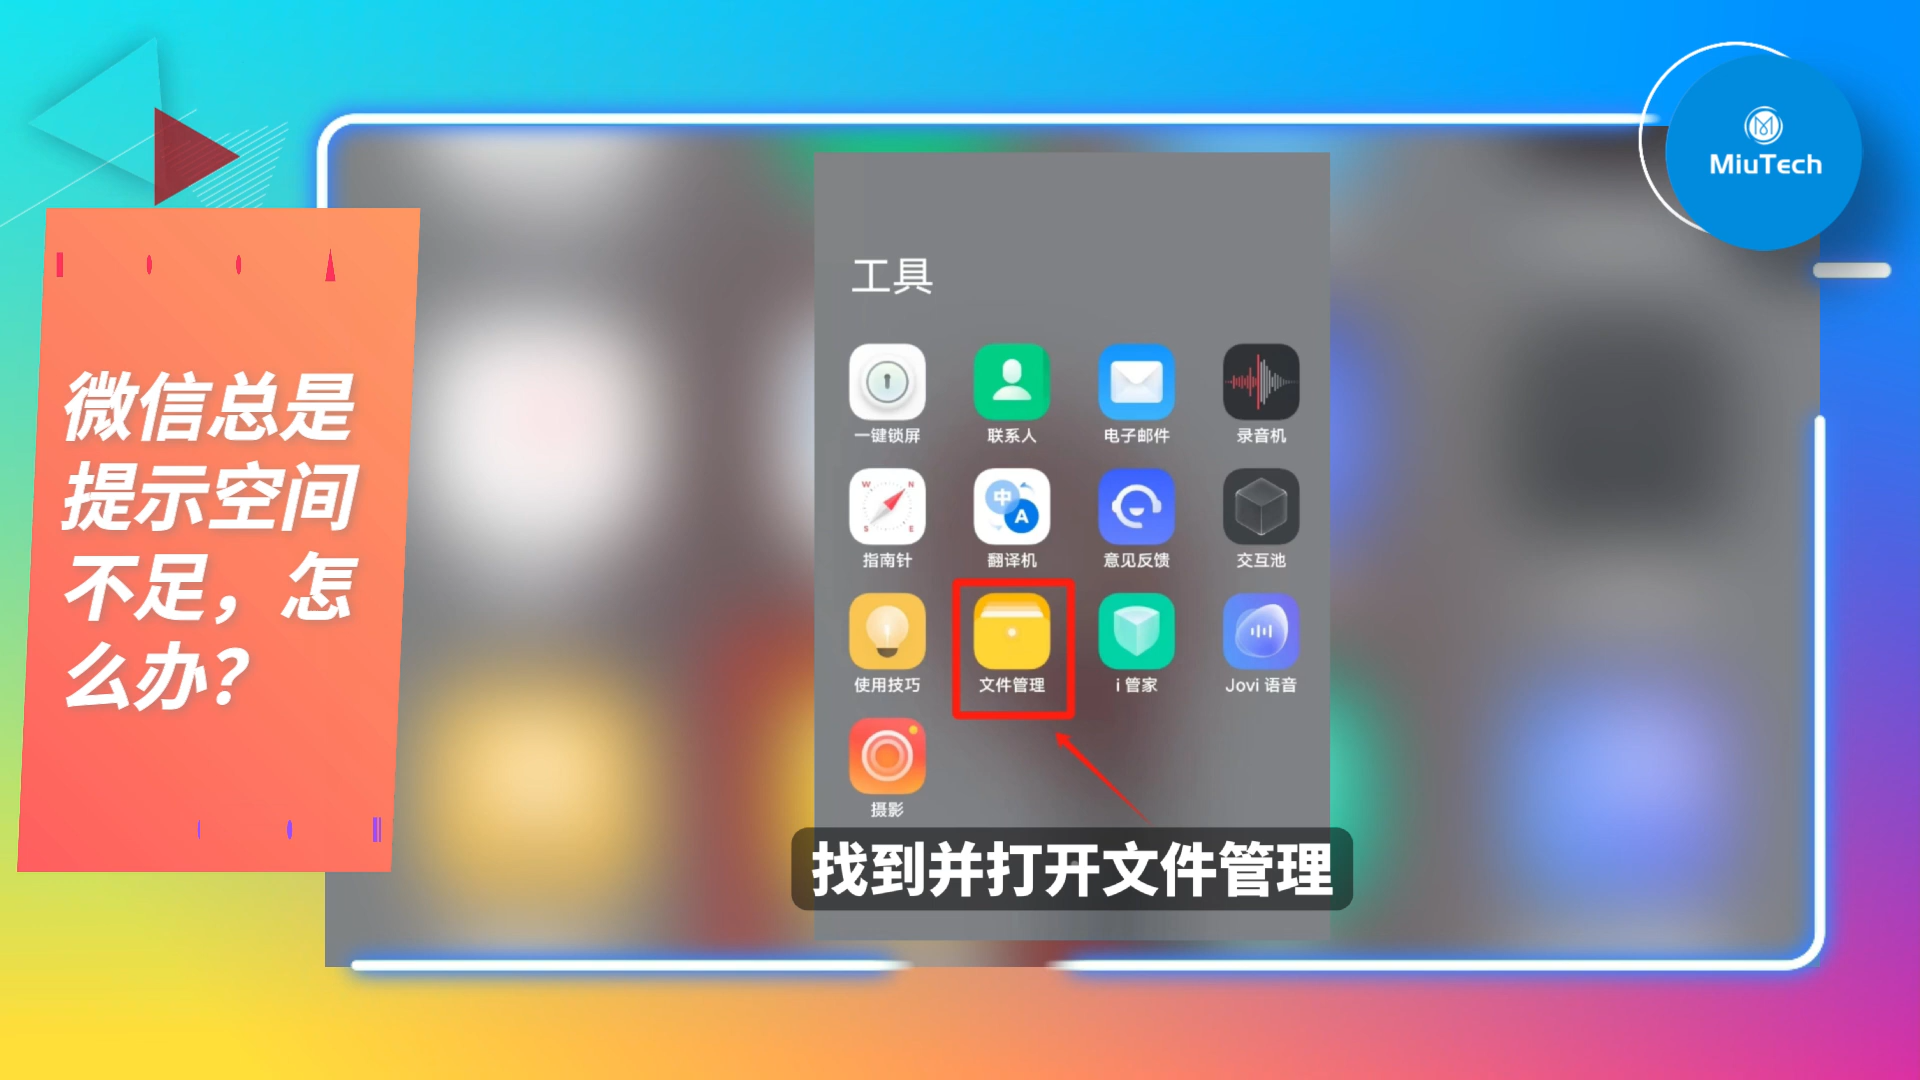 MiuTech
微信总是
提示空间
不足，怎
么办?
工具
一键锁屏
联系人
电子邮件
录音机
W N
S E
指南针
中
A
翻译机
意见反馈
交互池
使用技巧
文件管理
i 管家
Jovi 语音
摄影
找到并打开文件管理